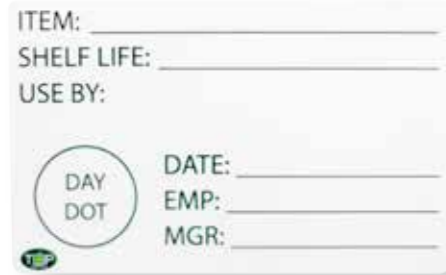 ITEM:
SHELF LIFE:
USE BY:
DATE:
DAY
EMP:
DOT
MGR: